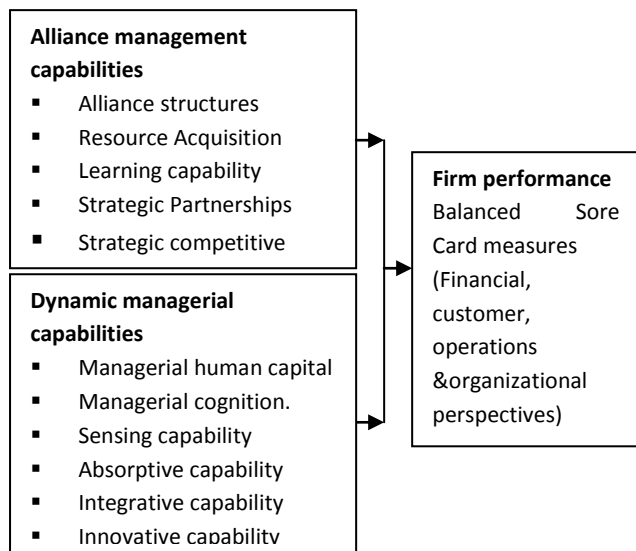 Alliance management
capabilities
▪ Alliance structures
▪ Resource Acquisition
▪ Learning capability
▪ Strategic Partnerships
▪ Strategic competitive
Dynamic managerial
capabilities
▪ Managerial human capital
▪ Managerial cognition.
▪ Sensing capability
▪ Absorptive capability
▪ Integrative capability
▪ Innovative capability
Firm performance
Balanced Sore
Card measures
(Financial,
customer,
operations
&organizational
perspectives)